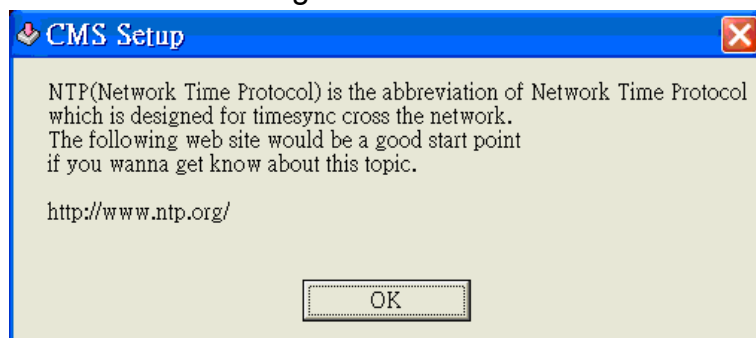 CMS Setup
NTP(Network Time Protocol) is the abbreviation of Network Time Protocol
which is designed for timesync cross the network.
The following web site would be a good start point
if you wanna get know about this topic.
http://www.ntp.org/
OK